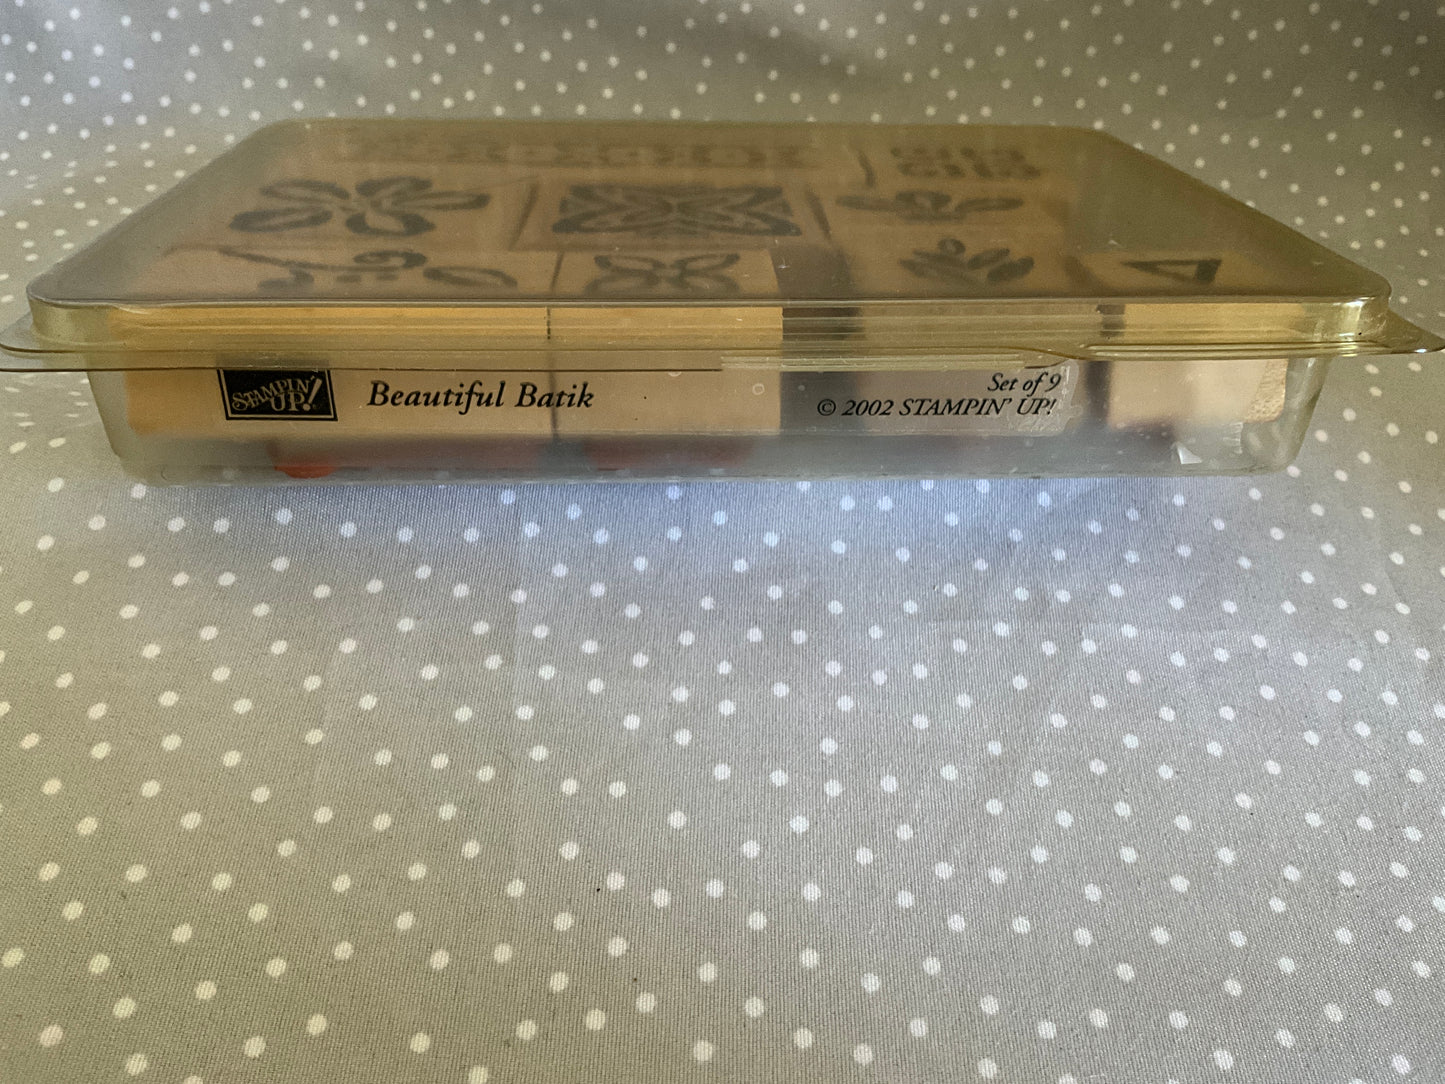 STAMPIN' UP!
Beautiful Batik
Set of 9
© 2002 STAMPIN' UP!